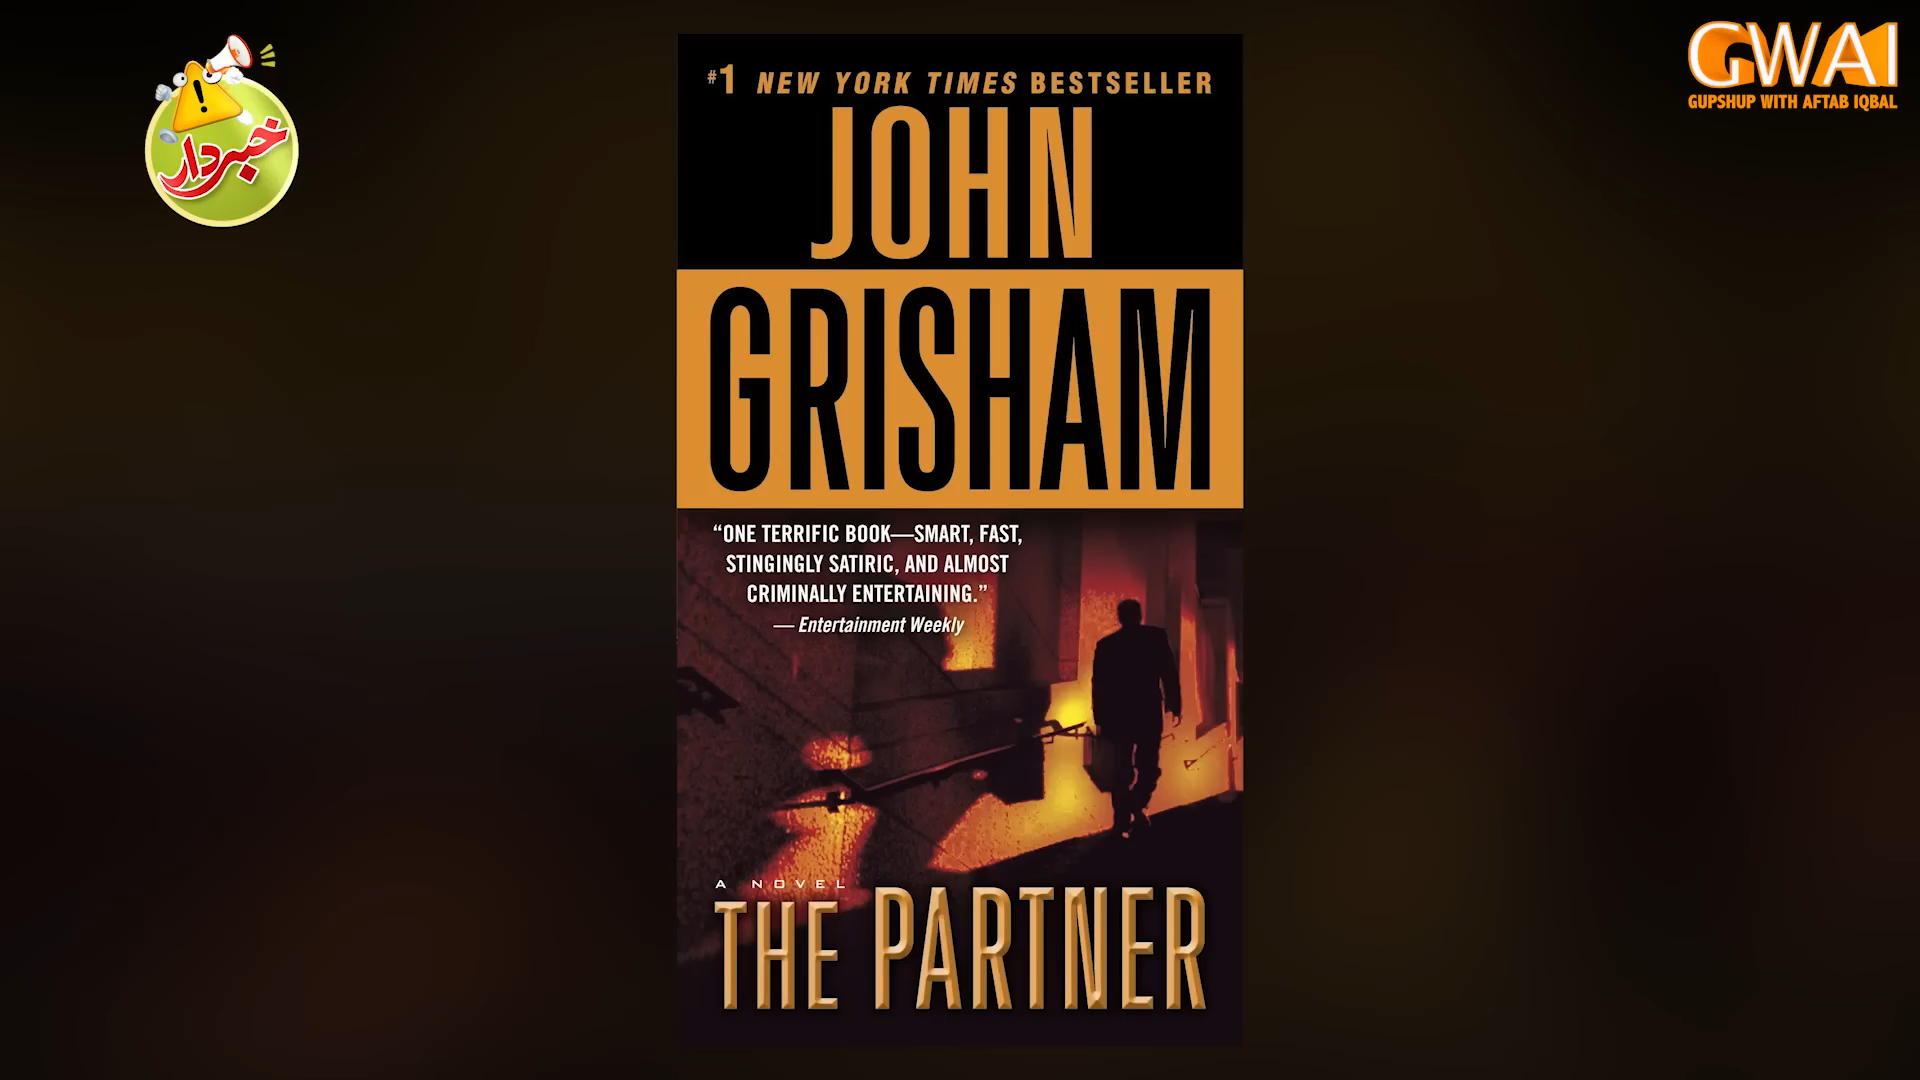 خبردار
GWAI
GUPSHUP WITH AFTAB IQBAL
#1 NEW YORK TIMES BESTSELLER
JOHN
GRISHAM
“ONE TERRIFIC BOOK—SMART, FAST,
STINGINGLY SATIRIC, AND ALMOST
CRIMINALLY ENTERTAINING.”
— Entertainment Weekly
A NOVEL
THE PARTNER